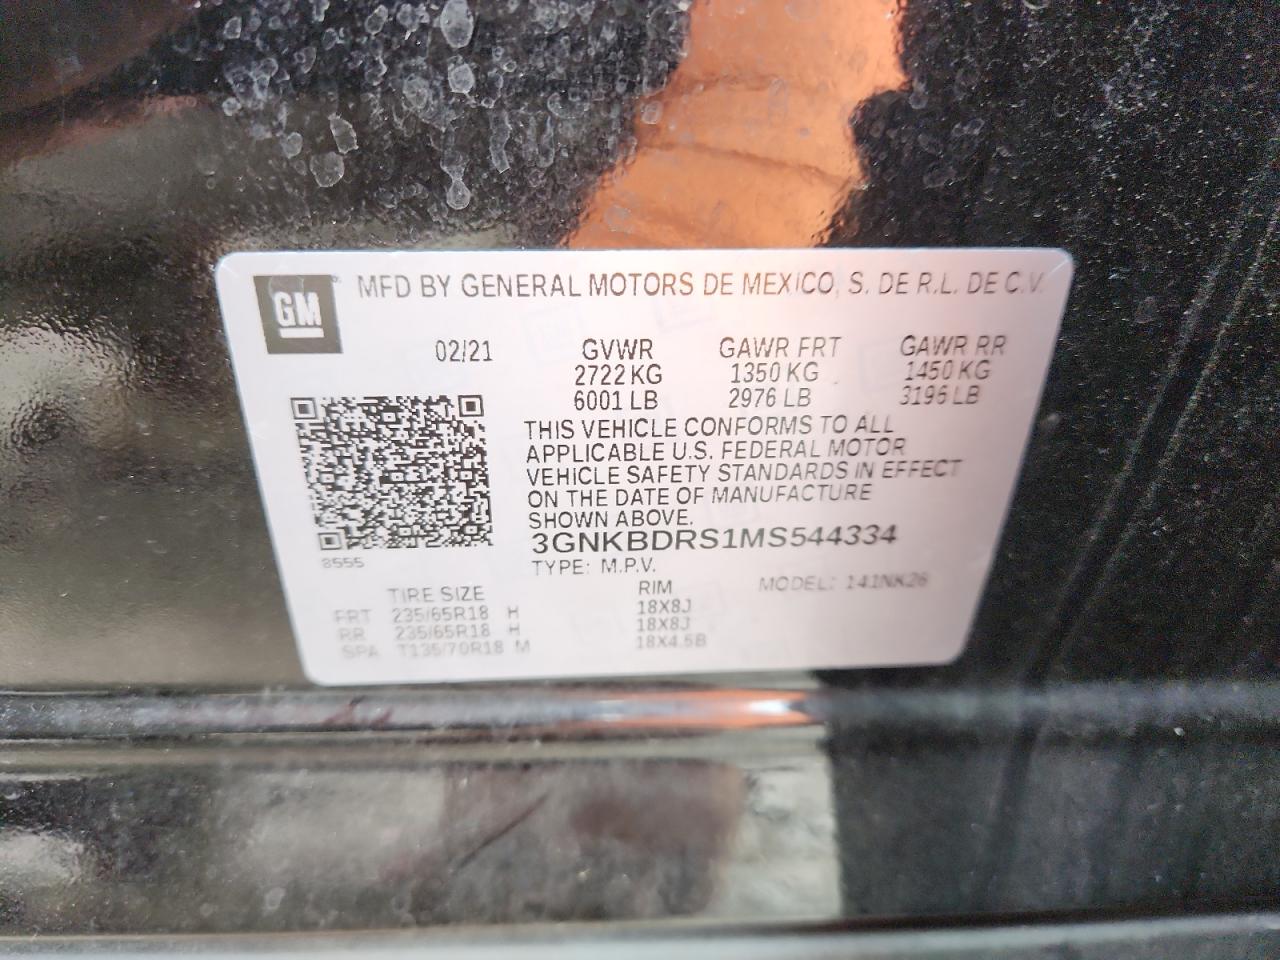 GM MFD BY GENERAL MOTORS DE MEXICO, S. DE R.L. DE C.V.
02/21 GVWR GAWR FRT GAWR RR
2722 KG 1350 KG 1450 KG
6001 LB 2976 LB 3196 LB
THIS VEHICLE CONFORMS TO ALL
APPLICABLE U.S. FEDERAL MOTOR
VEHICLE SAFETY STANDARDS IN EFFECT
ON THE DATE OF MANUFACTURE
SHOWN ABOVE.
3GNKBDRS1MS544334
8555 TYPE: M.P.V.
TIRE SIZE RIM MODEL: 141NK26
FRT 235/65R18 H 18X8J
RR 235/65R18 H 18X8J
SPA T135/70R18 M 18X4.5B